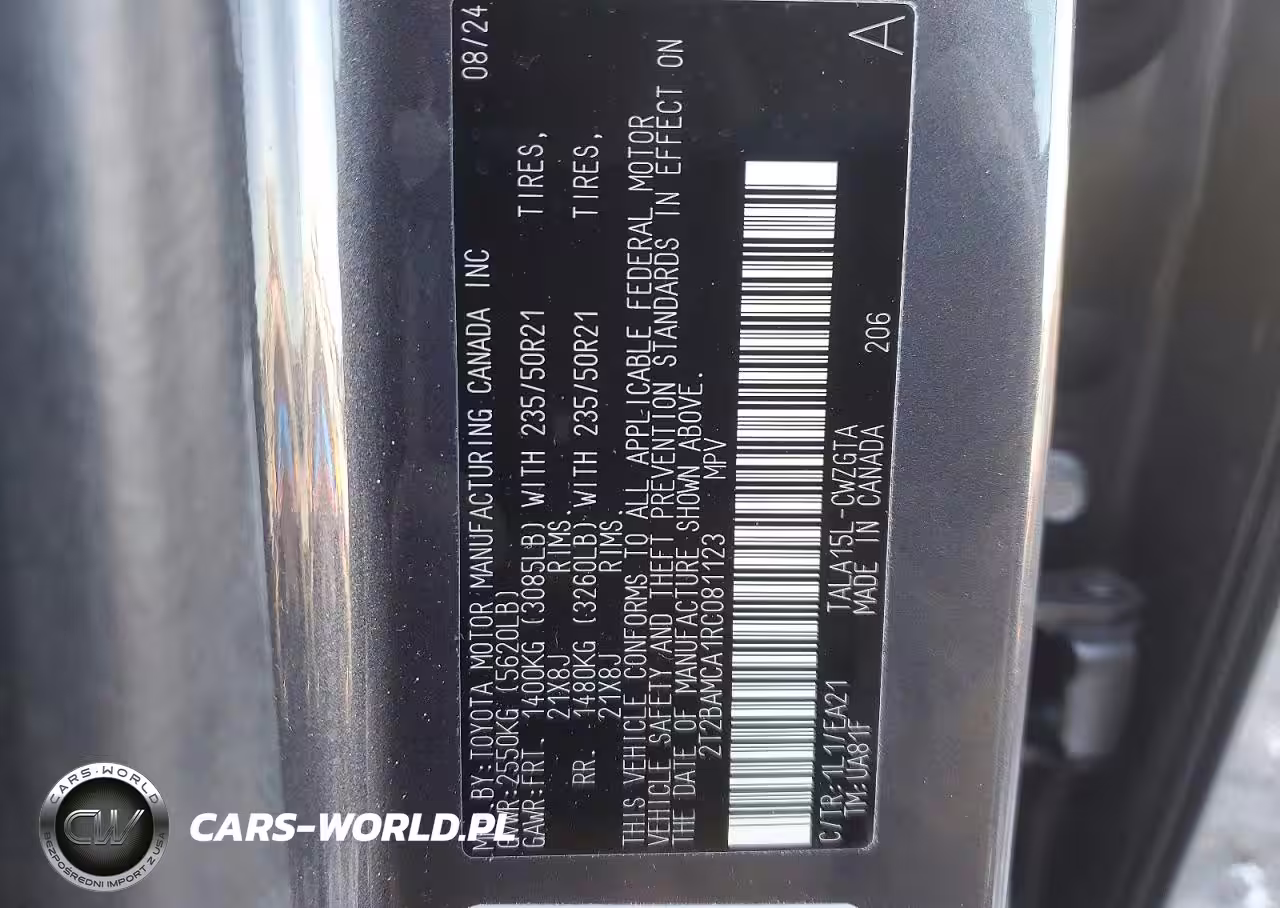 MFD.BY:TOYOTA MOTOR MANUFACTURING CANADA INC 08/24
GVWR:2550KG (5620LB)
GAWR:FRT. 1400KG (3085LB) WITH 235/50R21 TIRES,
21X8J RIMS.
RR. 1480KG (3260LB) WITH 235/50R21 TIRES,
21X8J RIMS
THIS VEHICLE CONFORMS TO ALL APPLICABLE FEDERAL MOTOR
VEHICLE SAFETY AND THEFT PREVENTION STANDARDS IN EFFECT ON
THE DATE OF MANUFACTURE SHOWN ABOVE.
2T2BAMCA1RC081123 MPV
C/TR:1L1/EA21 TALA15L-CWZGTA
TM:UA81F MADE IN CANADA 206
A
CARS-WORLD
CW
BEZPOŚREDNI IMPORT Z USA
CARS-WORLD.PL